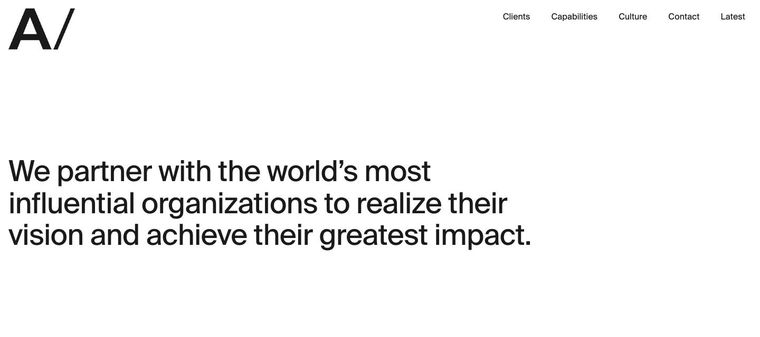 A/
Clients Capabilities Culture Contact Latest
We partner with the world’s most
influential organizations to realize their
vision and achieve their greatest impact.